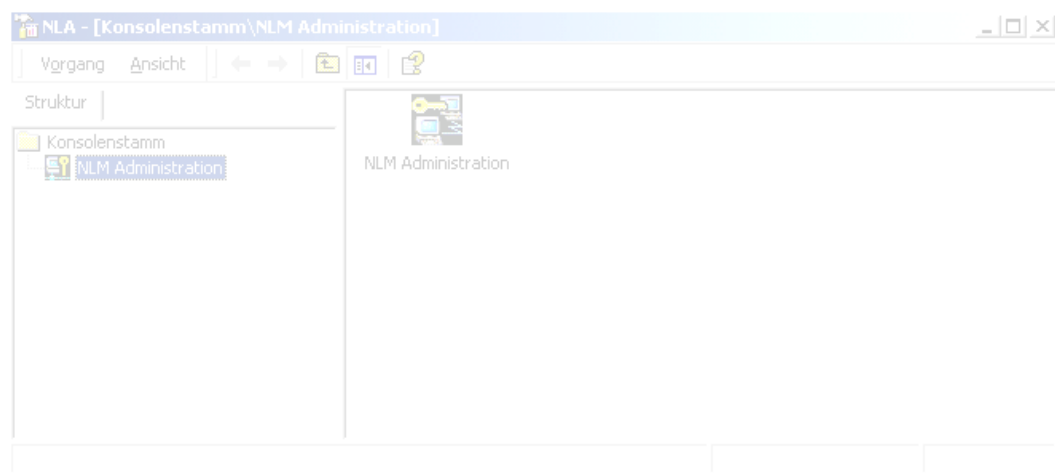 NLA - [Konsolenstamm\NLM Administration]
Vorgang Ansicht
Struktur
Konsolenstamm
NLM Administration
NLM Administration